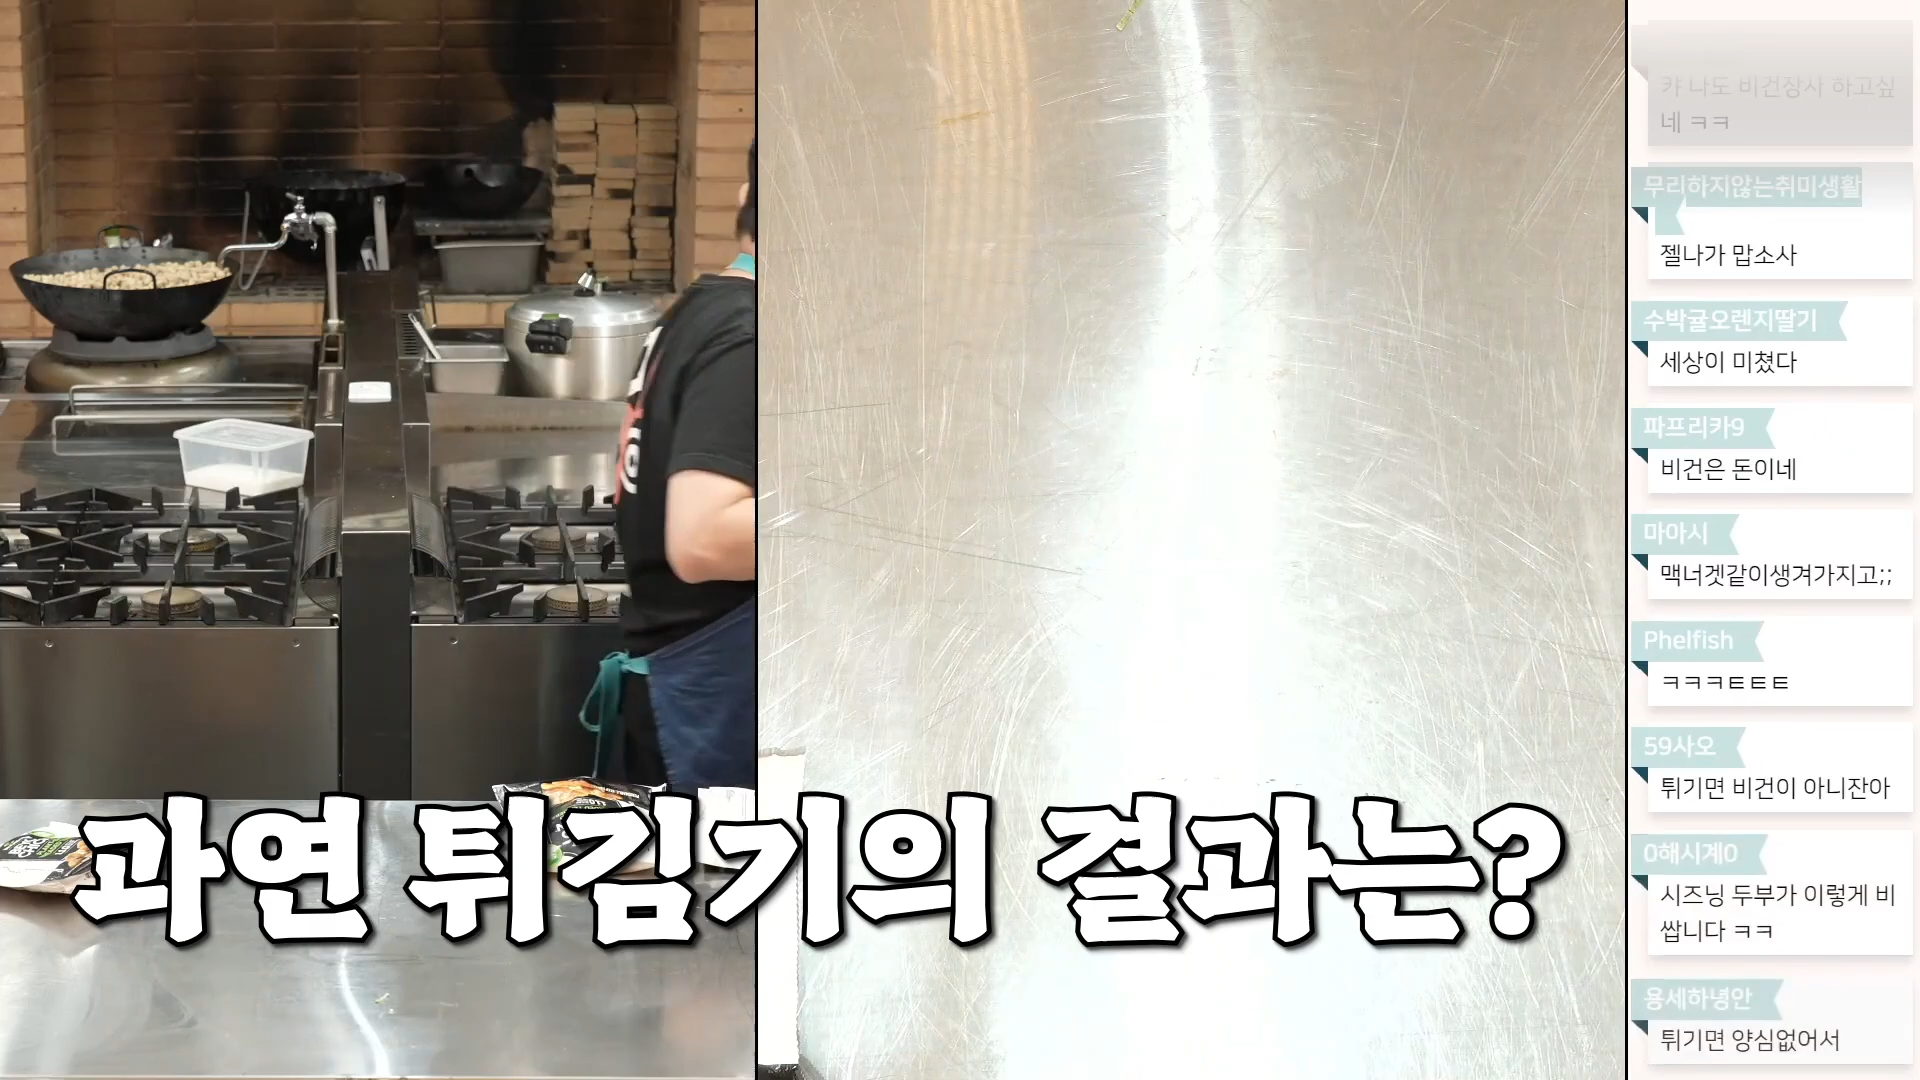 과연 튀김기의 결과는?
캬 나도 비건장사 하고싶
네 ㅋㅋ
무리하지않는취미생활
젤나가 맙소사
수박귤오렌지딸기
세상이 미쳤다
파프리카9
비건은 돈이네
마아시
맥너겟같이생겨가지고;;
Phelfish
ㅋㅋㅋㅌㅌㅌ
59사오
튀기면 비건이 아니잖아
0해시계0
시즈닝 두부가 이렇게 비
쌉니다 ㅋㅋ
용세하녕안
튀기면 양심없어서